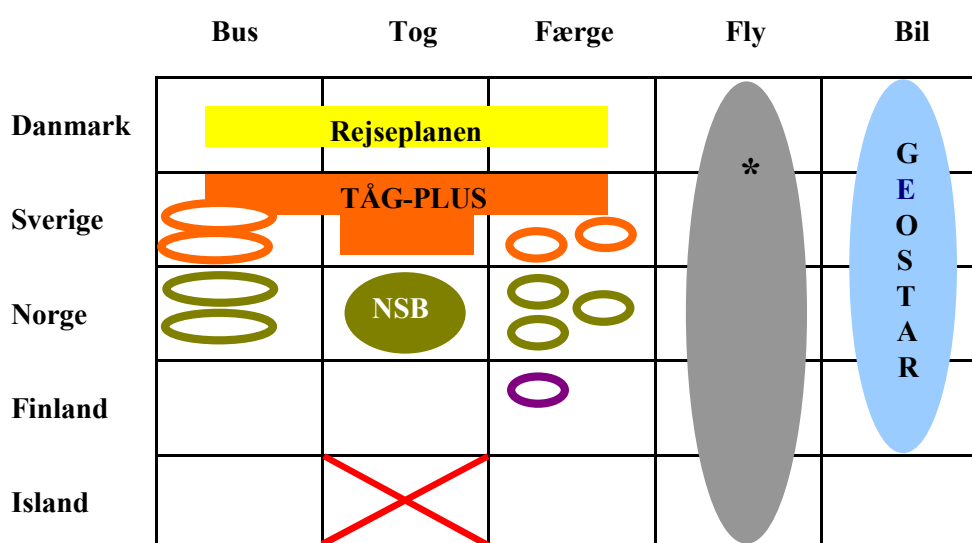 Bus Tog Færge Fly Bil
Danmark
Rejseplanen
*
Sverige
TÅG-PLUS
Norge
NSB
Finland
Island
G
E
O
S
T
A
R